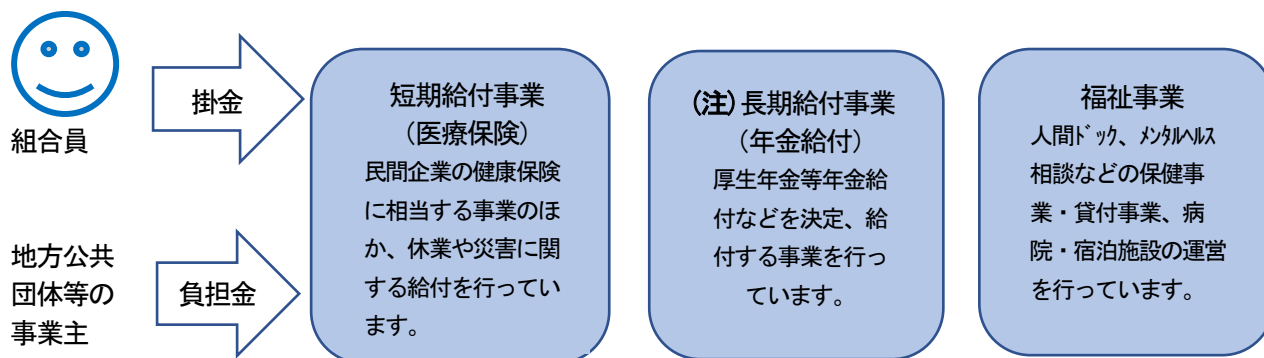 組合員
掛金
地方公共
団体等の
事業主
負担金
短期給付事業
（医療保険）
民間企業の健康保険
に相当する事業のほ
か、休業や災害に関
する給付を行ってい
ます。
(注)長期給付事業
（年金給付）
厚生年金等年金給
付などを決定、給
付する事業を行っ
ています。
福祉事業
人間ﾄﾞｯｸ、ﾒﾝﾀﾙﾍﾙｽ
相談などの保健事
業・貸付事業、病
院・宿泊施設の運営
を行っています。